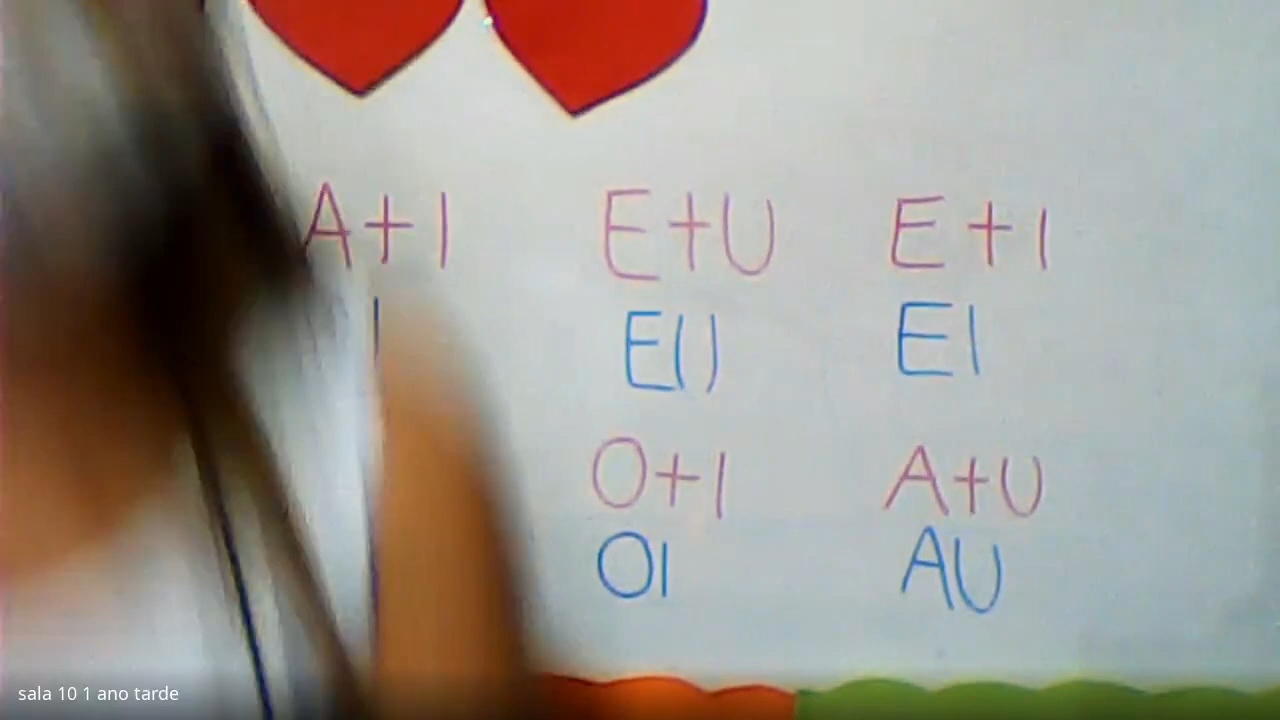 A+I E+U E+I
I EU EI
O+I A+U
OI AU
sala 10 1 ano tarde